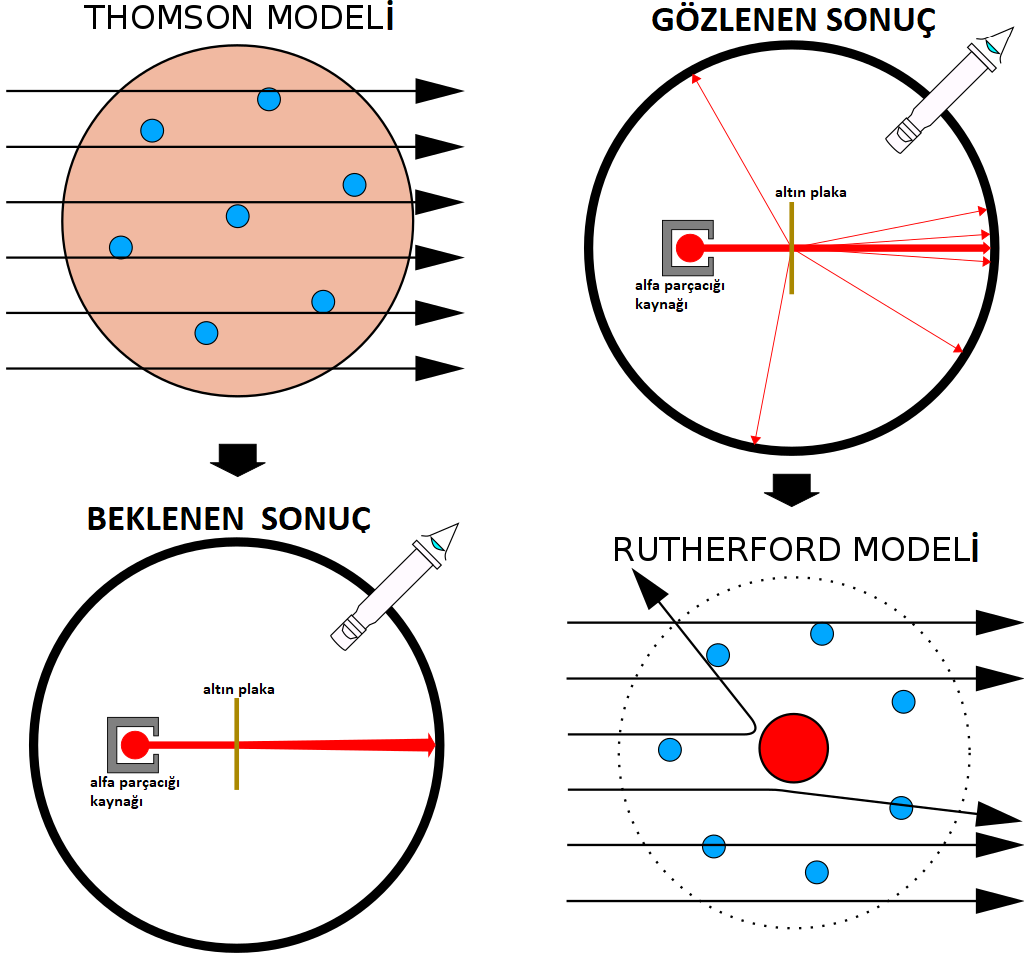 THOMSON MODELİ
GÖZLENEN SONUÇ
altın plaka
alfa parçacığı
kaynağı
BEKLENEN SONUÇ
altın plaka
alfa parçacığı
kaynağı
RUTHERFORD MODELİ